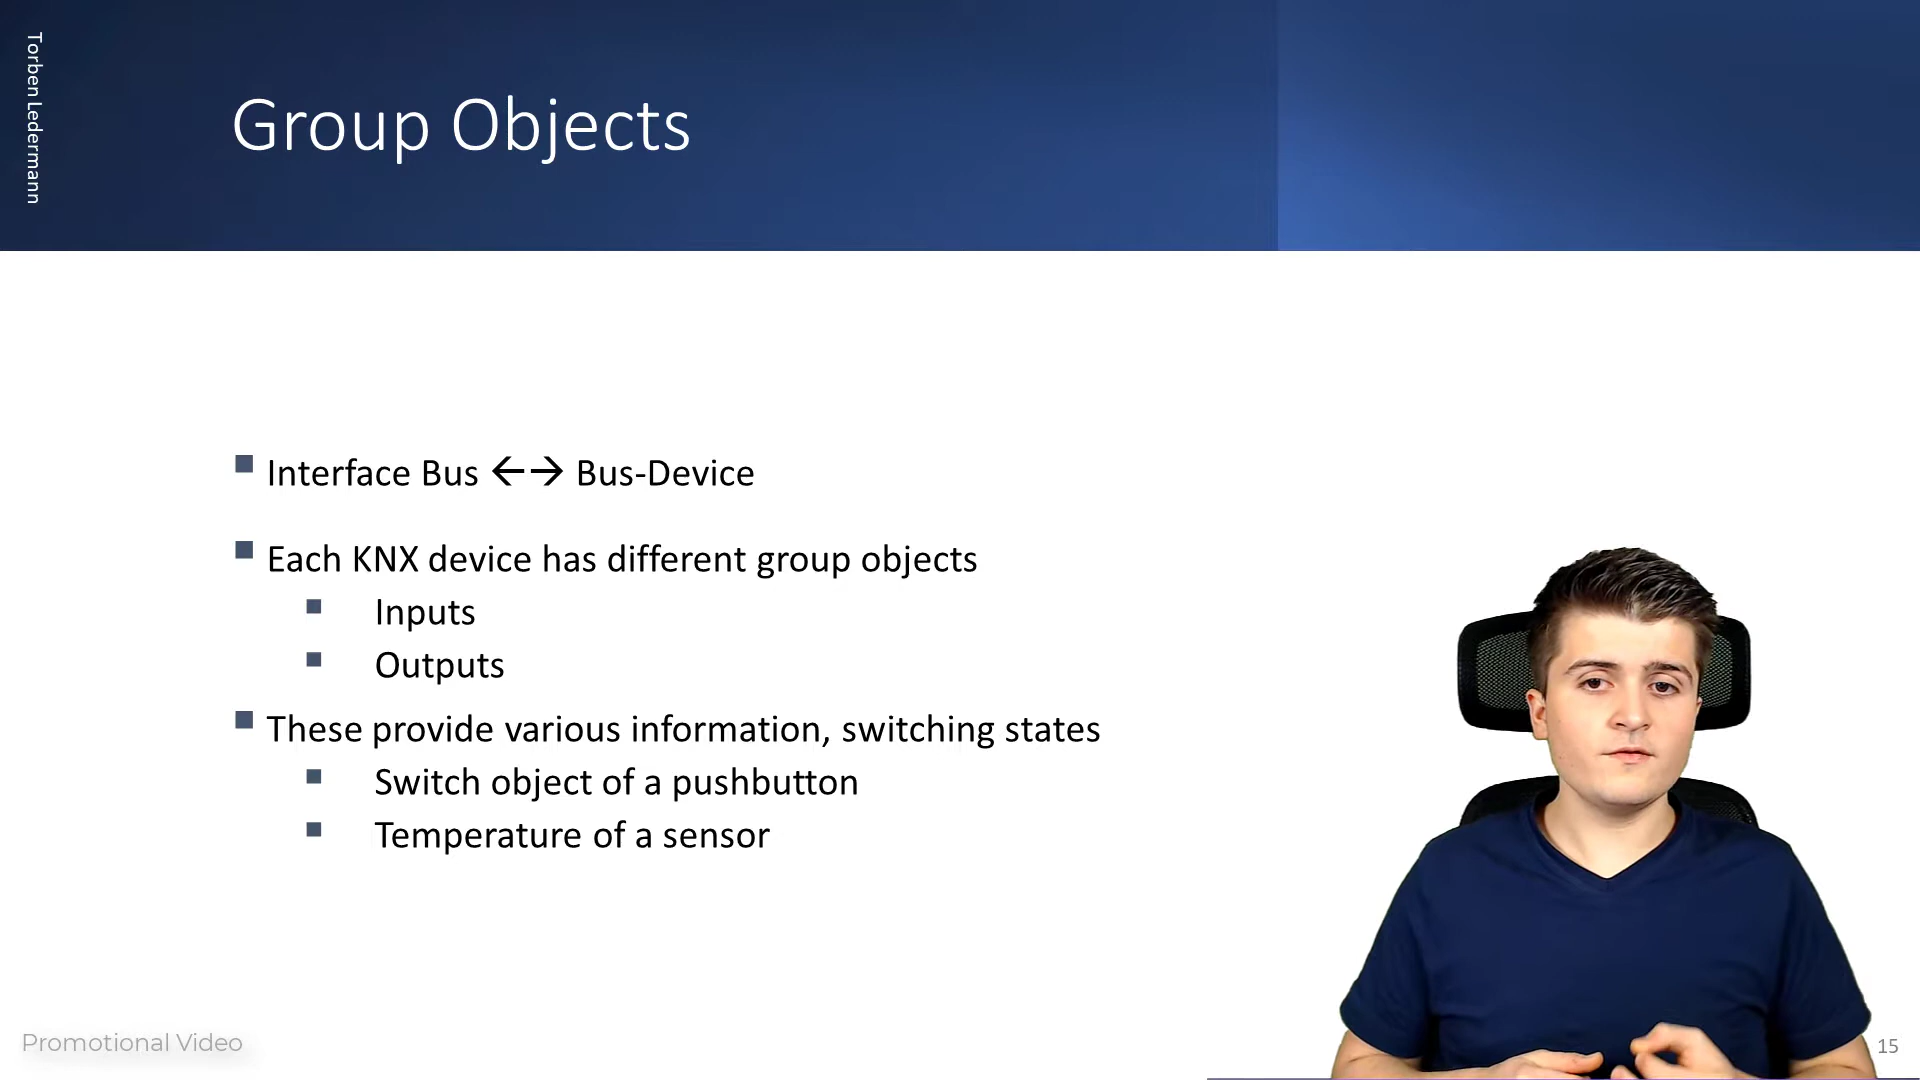 Torben Ledermann
Group Objects
Interface Bus ←→ Bus-Device
Each KNX device has different group objects
Inputs
Outputs
These provide various information, switching states
Switch object of a pushbutton
Temperature of a sensor
Promotional Video
15